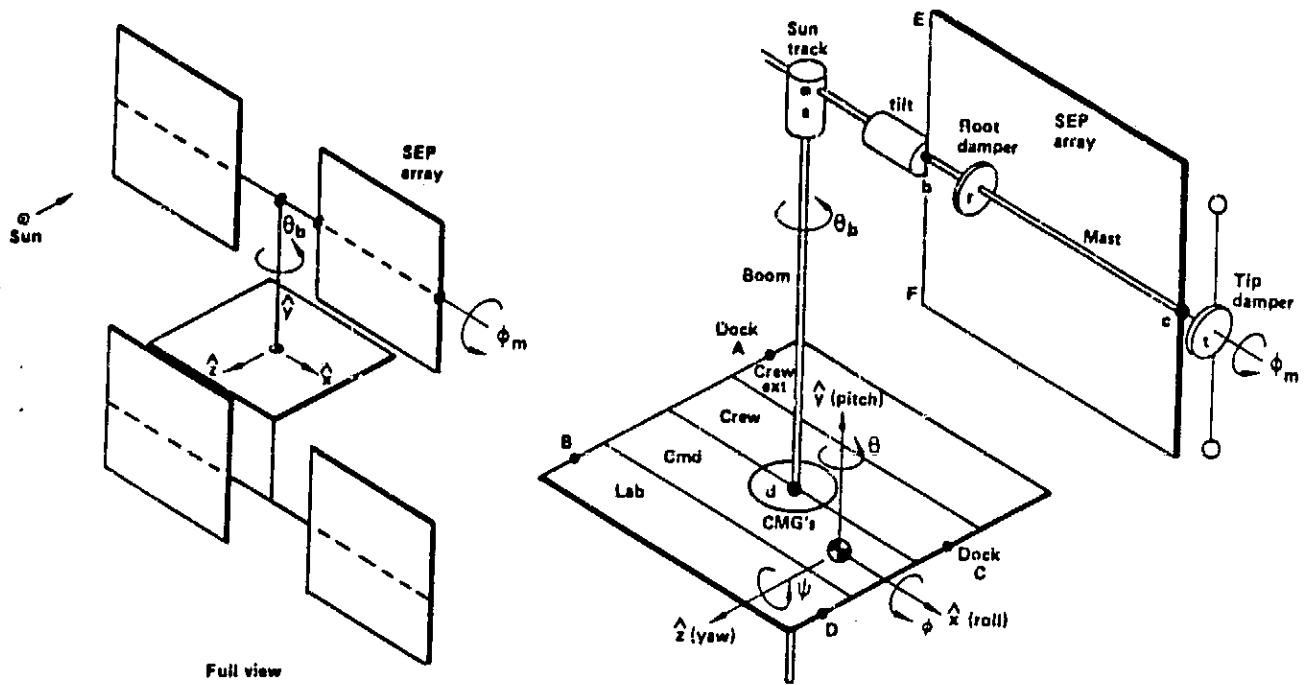 SEP
array
Sun
θb
ŷ
ẑ
x̂
ϕm
Full view
Sun
track
a
tilt
E
Root
damper
SEP
array
b
r
θb
Mast
Boom
F
Tip
damper
c
t
ϕm
Dock
A
Crew
ext
ŷ (pitch)
Crew
θ
B
Cmd
Lab
d
CMG's
Dock
C
ψ
ẑ (yaw)
D
ϕ
x̂ (roll)